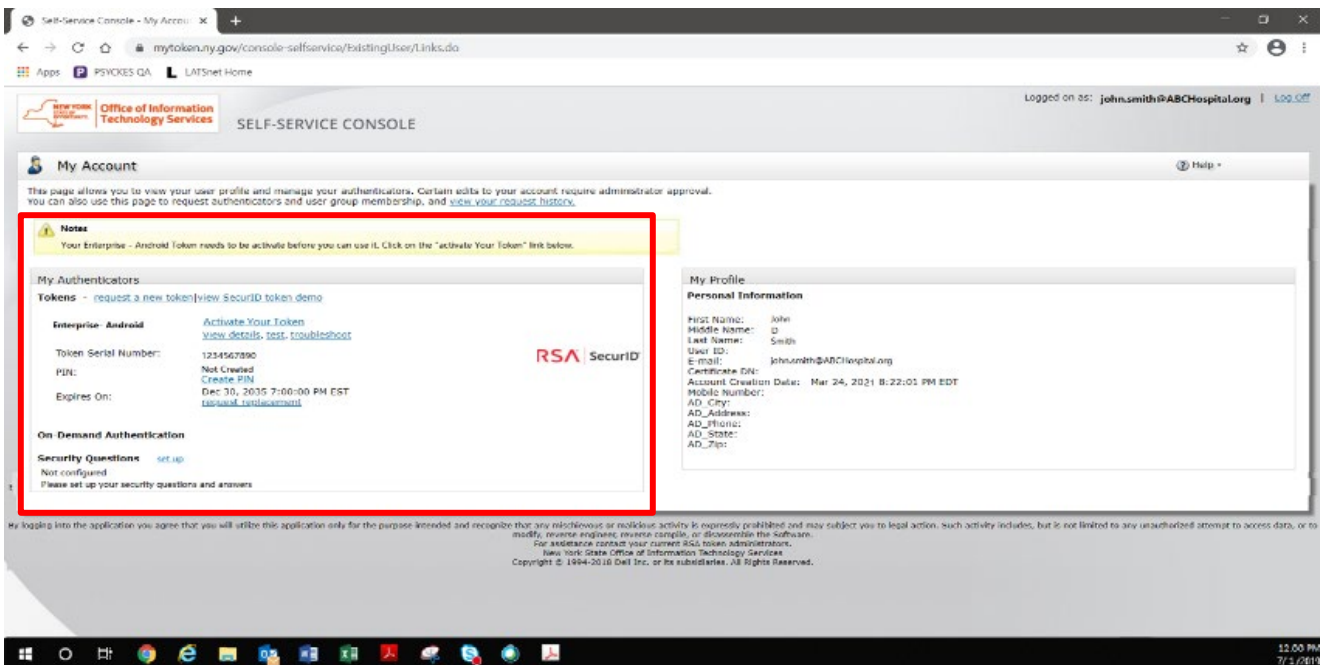 Self-Service Console - My Accou
mytoken.ny.gov/console-selfservice/ExistingUser/Links.do
Apps PSYCKES QA LATSnet Home
Logged on as: john.smith@ABCHospital.org | Log Off
NEW YORK
Office of Information
Technology Services
SELF-SERVICE CONSOLE
My Account
Help
This page allows you to view your user profile and manage your authenticators. Certain edits to your account require administrator approval.
You can also use this page to request authenticators and user group membership, and view your request history.
Notes
Your Enterprise - Android Token needs to be activate before you can use it. Click on the "activate Your Token" link below.
My Authenticators
Tokens - request a new token|view SecurID token demo
Enterprise- Android Activate Your Token
view details, test, troubleshoot
Token Serial Number: 1234567890
PIN: Not Created
Create PIN
Expires On: Dec 30, 2035 7:00:00 PM EST
request replacement
RSA SecurID
On-Demand Authentication
Security Questions set up
Not configured
Please set up your security questions and answers
My Profile
Personal Information
First Name: John
Middle Name: D
Last Name: Smith
User ID:
E-mail: john.smith@ABCHospital.org
Certificate DN:
Account Creation Date: Mar 24, 2021 8:22:01 PM EDT
Mobile Number:
AD_City:
AD_Address:
AD_Phone:
AD_State:
AD_Zip:
By logging into the application you agree that you will utilize this application only for the purpose intended and recognize that any mischievous or malicious activity is expressly prohibited and may subject you to legal action. Such activity includes, but is not limited to any unauthorized attempt to access data, or to
modify, reverse engineer, reverse compile, or disassemble the Software.
For assistance contact your current RSA token administrators.
New York State Office of Information Technology Services
Copyright © 1994-2018 Dell Inc. or its subsidiaries. All Rights Reserved.
12:00 PM
7/1/2019